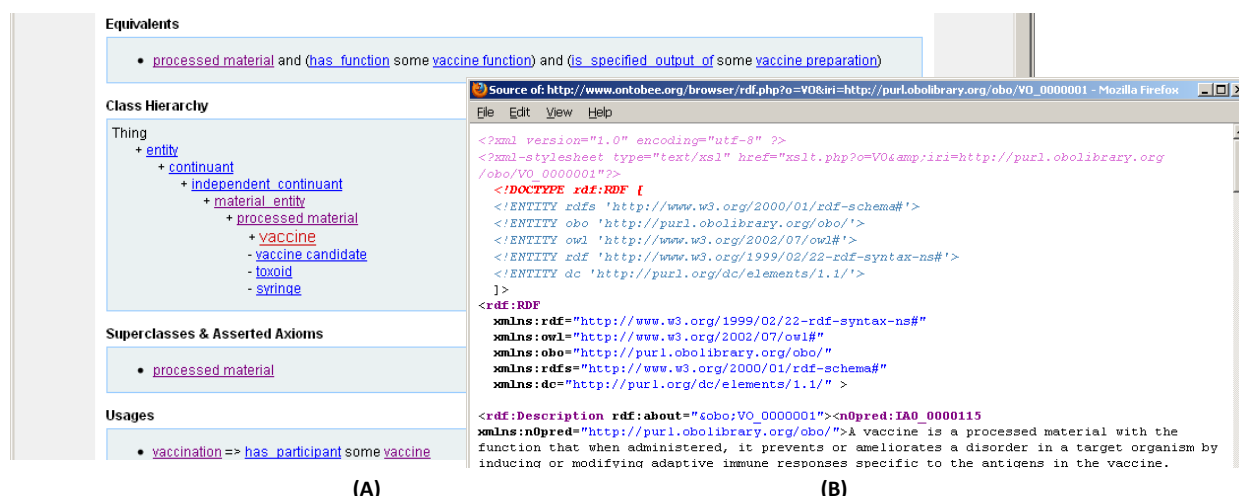 Equivalents
• processed material and (has_function some vaccine function) and (is_specified_output_of some vaccine preparation)
Class Hierarchy
Thing
+ entity
+ continuant
+ independent_continuant
+ material_entity
+ processed material
+ vaccine
- vaccine candidate
- toxoid
- syringe
Superclasses & Asserted Axioms
• processed material
Usages
• vaccination => has_participant some vaccine
(A)
Source of: http://www.ontobee.org/browser/rdf.php?o=VO&iri=http://purl.obolibrary.org/obo/VO_0000001 - Mozilla Firefox
File Edit View Help
<?xml version="1.0" encoding="utf-8" ?>
<?xml-stylesheet type="text/xsl" href="xslt.php?o=VO&amp;iri=http://purl.obolibrary.org
/obo/VO_0000001"?>
<!DOCTYPE rdf:RDF [
<!ENTITY rdfs 'http://www.w3.org/2000/01/rdf-schema#'>
<!ENTITY obo 'http://purl.obolibrary.org/obo/'>
<!ENTITY owl 'http://www.w3.org/2002/07/owl#'>
<!ENTITY rdf 'http://www.w3.org/1999/02/22-rdf-syntax-ns#'>
<!ENTITY dc 'http://purl.org/dc/elements/1.1/'>
]>
<rdf:RDF
xmlns:rdf="http://www.w3.org/1999/02/22-rdf-syntax-ns#"
xmlns:owl="http://www.w3.org/2002/07/owl#"
xmlns:obo="http://purl.obolibrary.org/obo/"
xmlns:rdfs="http://www.w3.org/2000/01/rdf-schema#"
xmlns:dc="http://purl.org/dc/elements/1.1/" >
<rdf:Description rdf:about="&obo;VO_0000001"><n0pred:IAO_0000115
xmlns:n0pred="http://purl.obolibrary.org/obo/">A vaccine is a processed material with the
function that when administered, it prevents or ameliorates a disorder in a target organism by
inducing or modifying adaptive immune responses specific to the antigens in the vaccine.
(B)